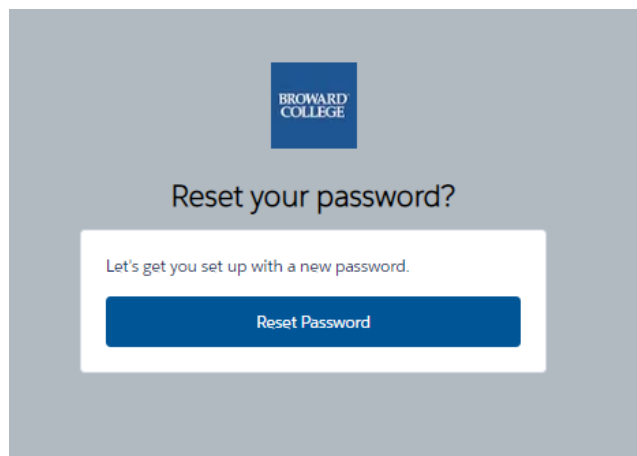 BROWARD
COLLEGE
Reset your password?
Let's get you set up with a new password.
Reset Password